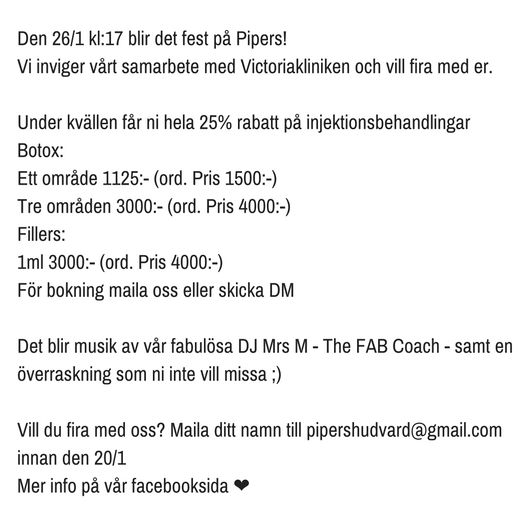 Den 26/1 kl:17 blir det fest på Pipers!
Vi inviger vårt samarbete med Victoriakliniken och vill fira med er.
Under kvällen får ni hela 25% rabatt på injektionsbehandlingar
Botox:
Ett område 1125:- (ord. Pris 1500:-)
Tre områden 3000:- (ord. Pris 4000:-)
Fillers:
1ml 3000:- (ord. Pris 4000:-)
För bokning maila oss eller skicka DM
Det blir musik av vår fabulösa DJ Mrs M - The FAB Coach - samt en
överraskning som ni inte vill missa ;)
Vill du fira med oss? Maila ditt namn till pipershudvard@gmail.com
innan den 20/1
Mer info på vår facebooksida ❤